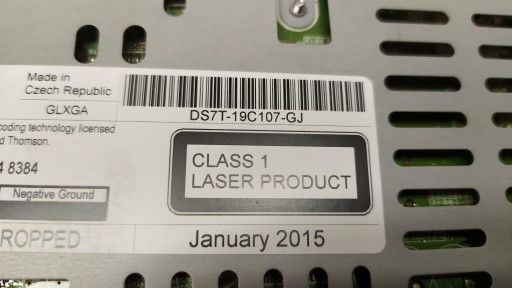 Made in
Czech Republic
GLXGA
DS7T-19C107-GJ
coding technology licensed
d Thomson.
8384
CLASS 1
LASER PRODUCT
Negative Ground
ROPPED
January 2015